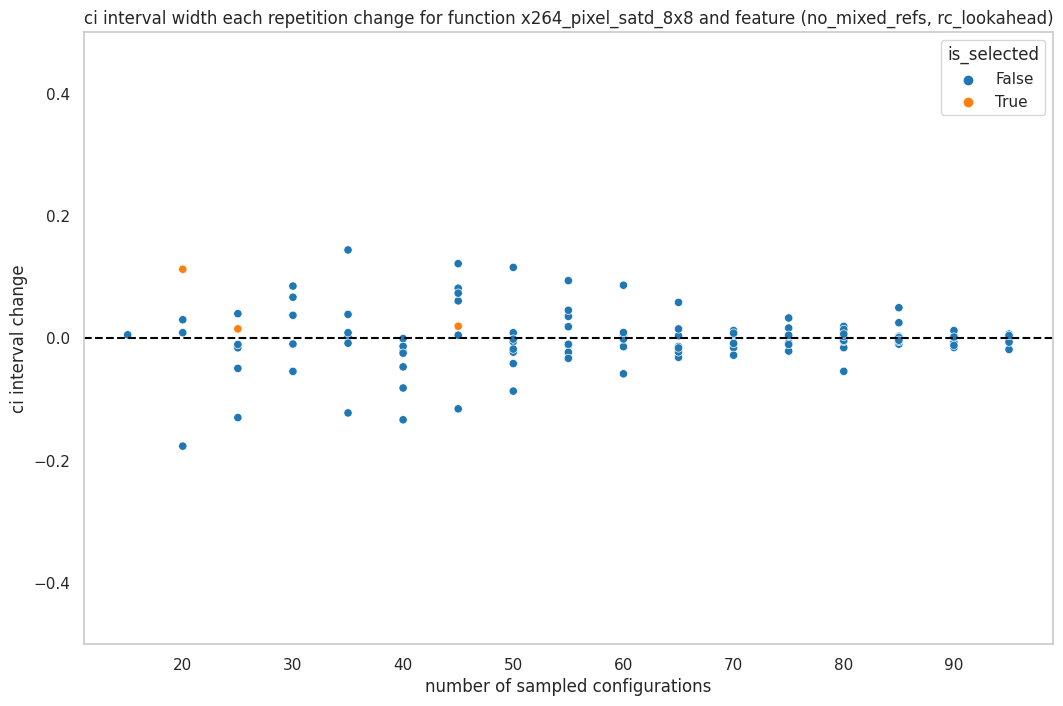 ci interval width each repetition change for function x264_pixel_satd_8x8 and feature (no_mixed_refs, rc_lookahead)
is_selected
False
True
0.4
0.2
0.0
−0.2
−0.4
ci interval change
20 30 40 50 60 70 80 90
number of sampled configurations